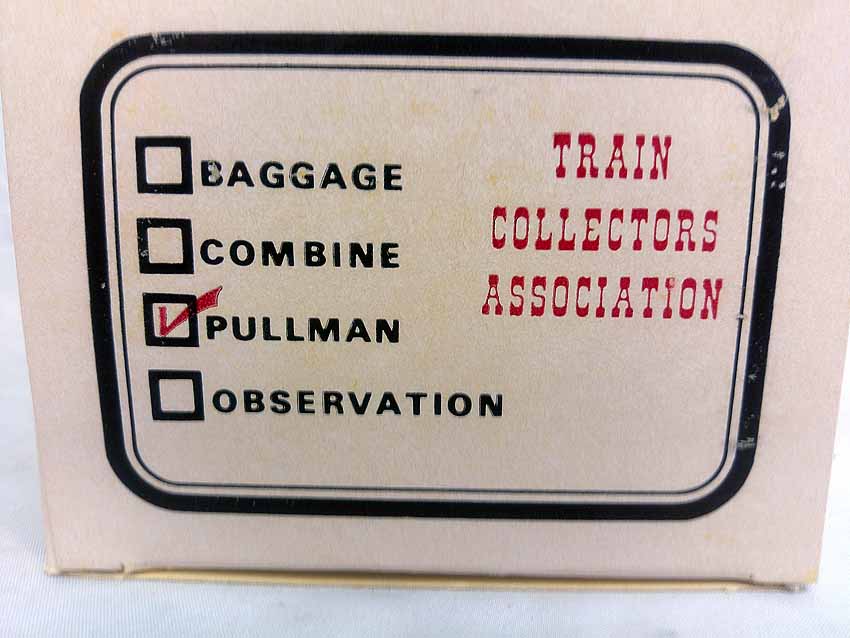 BAGGAGE
COMBINE
PULLMAN
OBSERVATION
TRAIN
COLLECTORS
ASSOCIATION